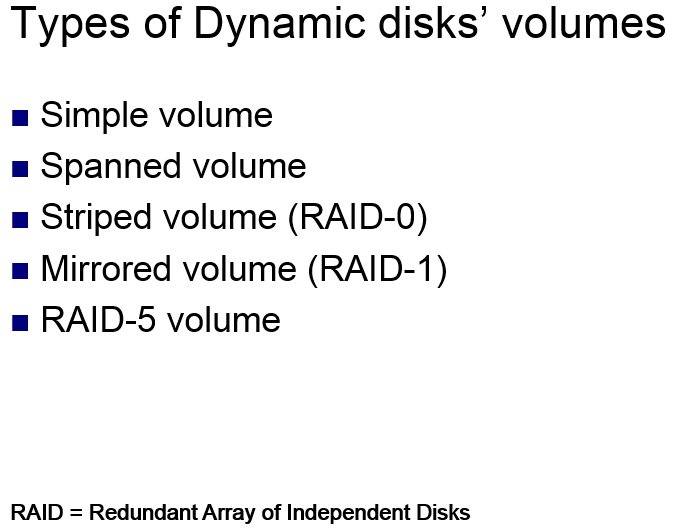 Types of Dynamic disks’ volumes
Simple volume
Spanned volume
Striped volume (RAID-0)
Mirrored volume (RAID-1)
RAID-5 volume
RAID = Redundant Array of Independent Disks